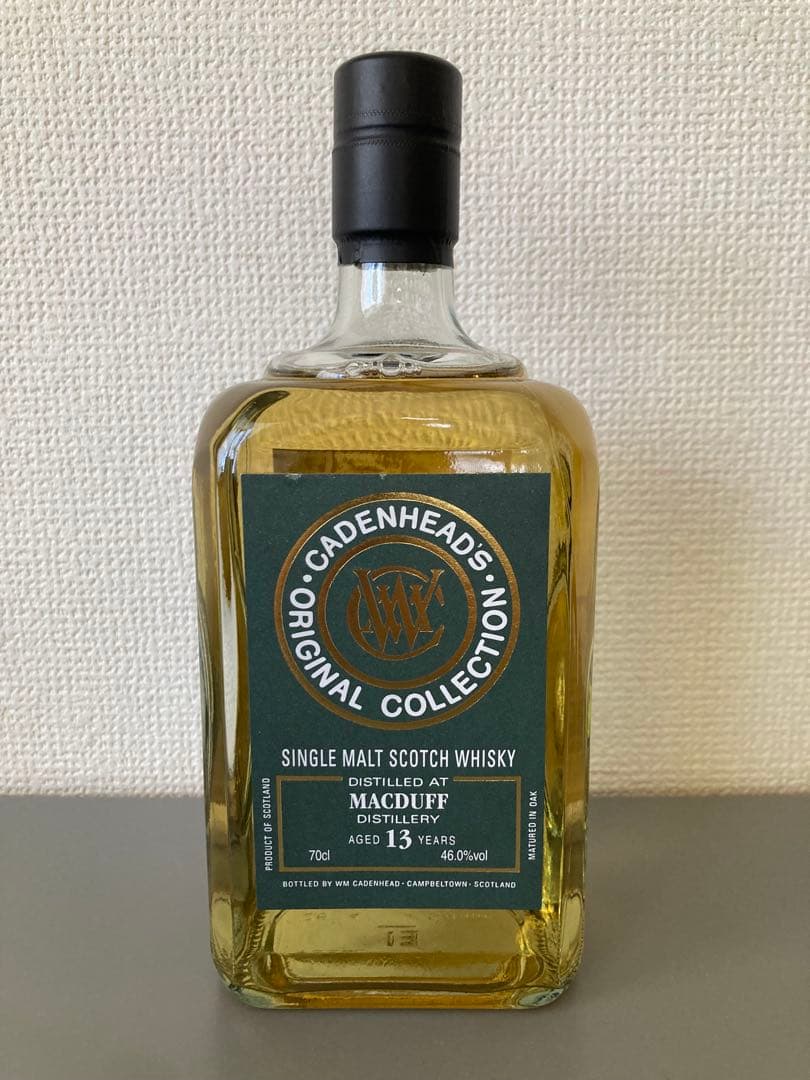 CADENHEAD'S
ORIGINAL COLLECTION
WC
SINGLE MALT SCOTCH WHISKY
DISTILLED AT
MACDUFF
DISTILLERY
AGED 13 YEARS
70cl 46.0%vol
PRODUCT OF SCOTLAND
MATURED IN OAK
BOTTLED BY WM CADENHEAD · CAMPBELTOWN · SCOTLAND